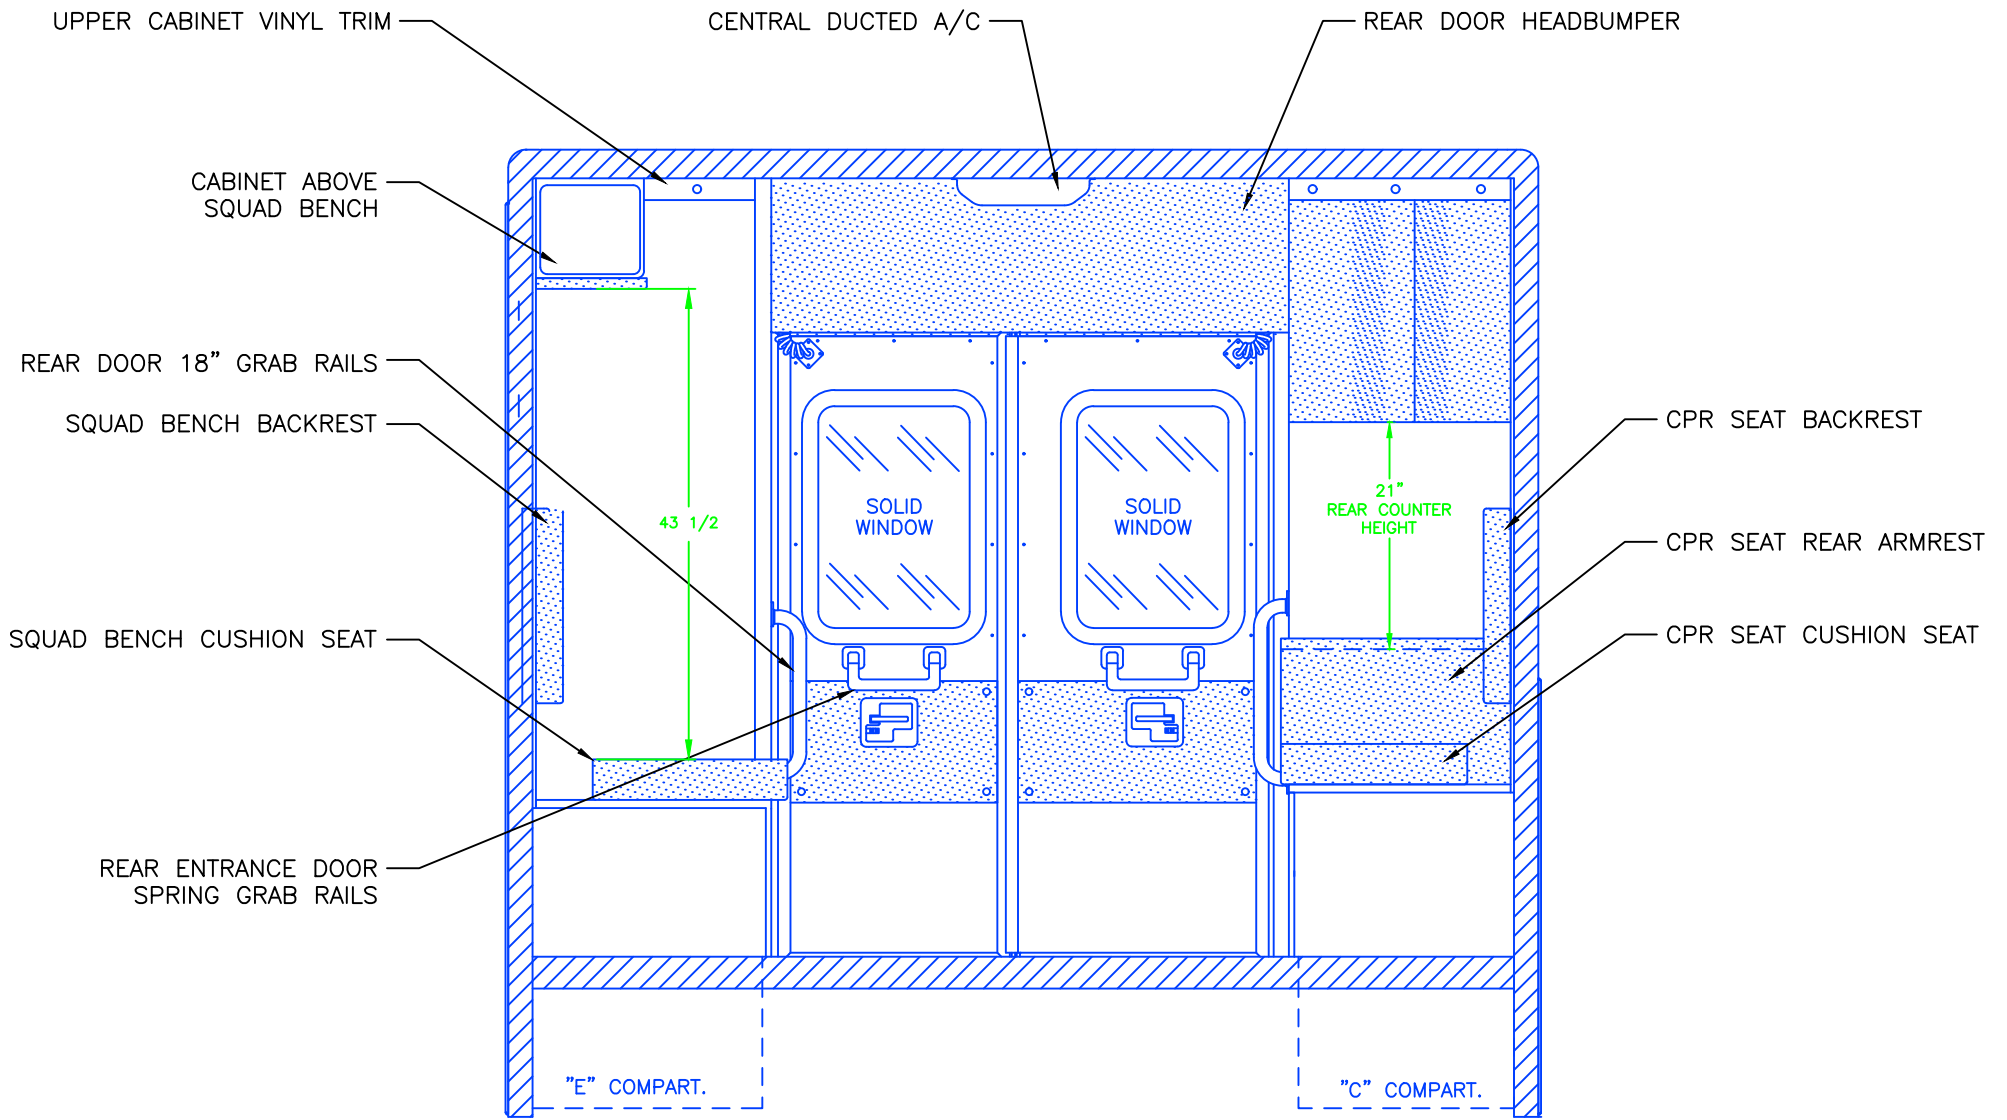 UPPER CABINET VINYL TRIM
CENTRAL DUCTED A/C
REAR DOOR HEADBUMPER
CABINET ABOVE
SQUAD BENCH
REAR DOOR 18" GRAB RAILS
SQUAD BENCH BACKREST
CPR SEAT BACKREST
SOLID
WINDOW
SOLID
WINDOW
43 1/2
21"
REAR COUNTER
HEIGHT
CPR SEAT REAR ARMREST
SQUAD BENCH CUSHION SEAT
CPR SEAT CUSHION SEAT
REAR ENTRANCE DOOR
SPRING GRAB RAILS
"E" COMPART.
"C" COMPART.